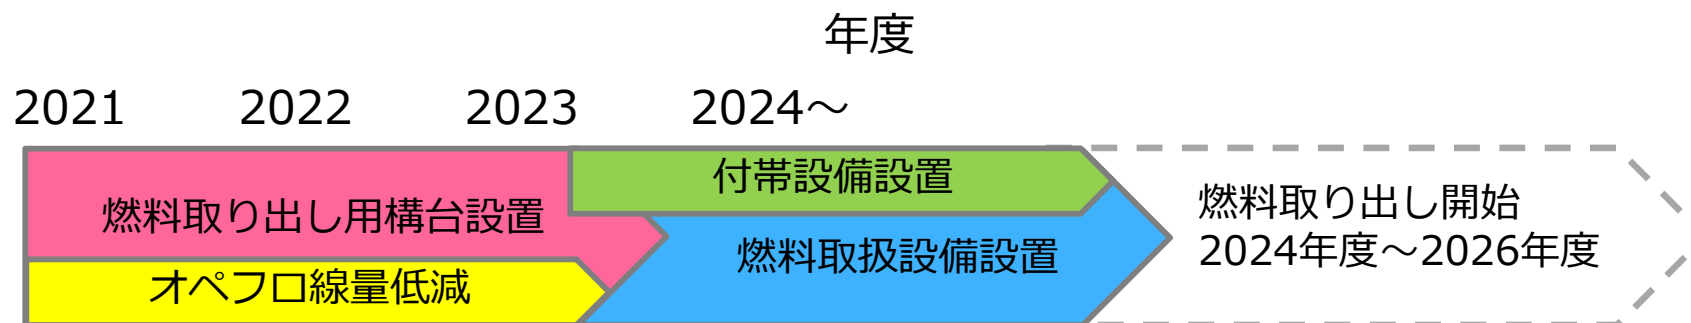 年度
2021 2022 2023 2024～
付帯設備設置
燃料取り出し用構台設置
燃料取扱設備設置
オペフロ線量低減
燃料取り出し開始
2024年度～2026年度